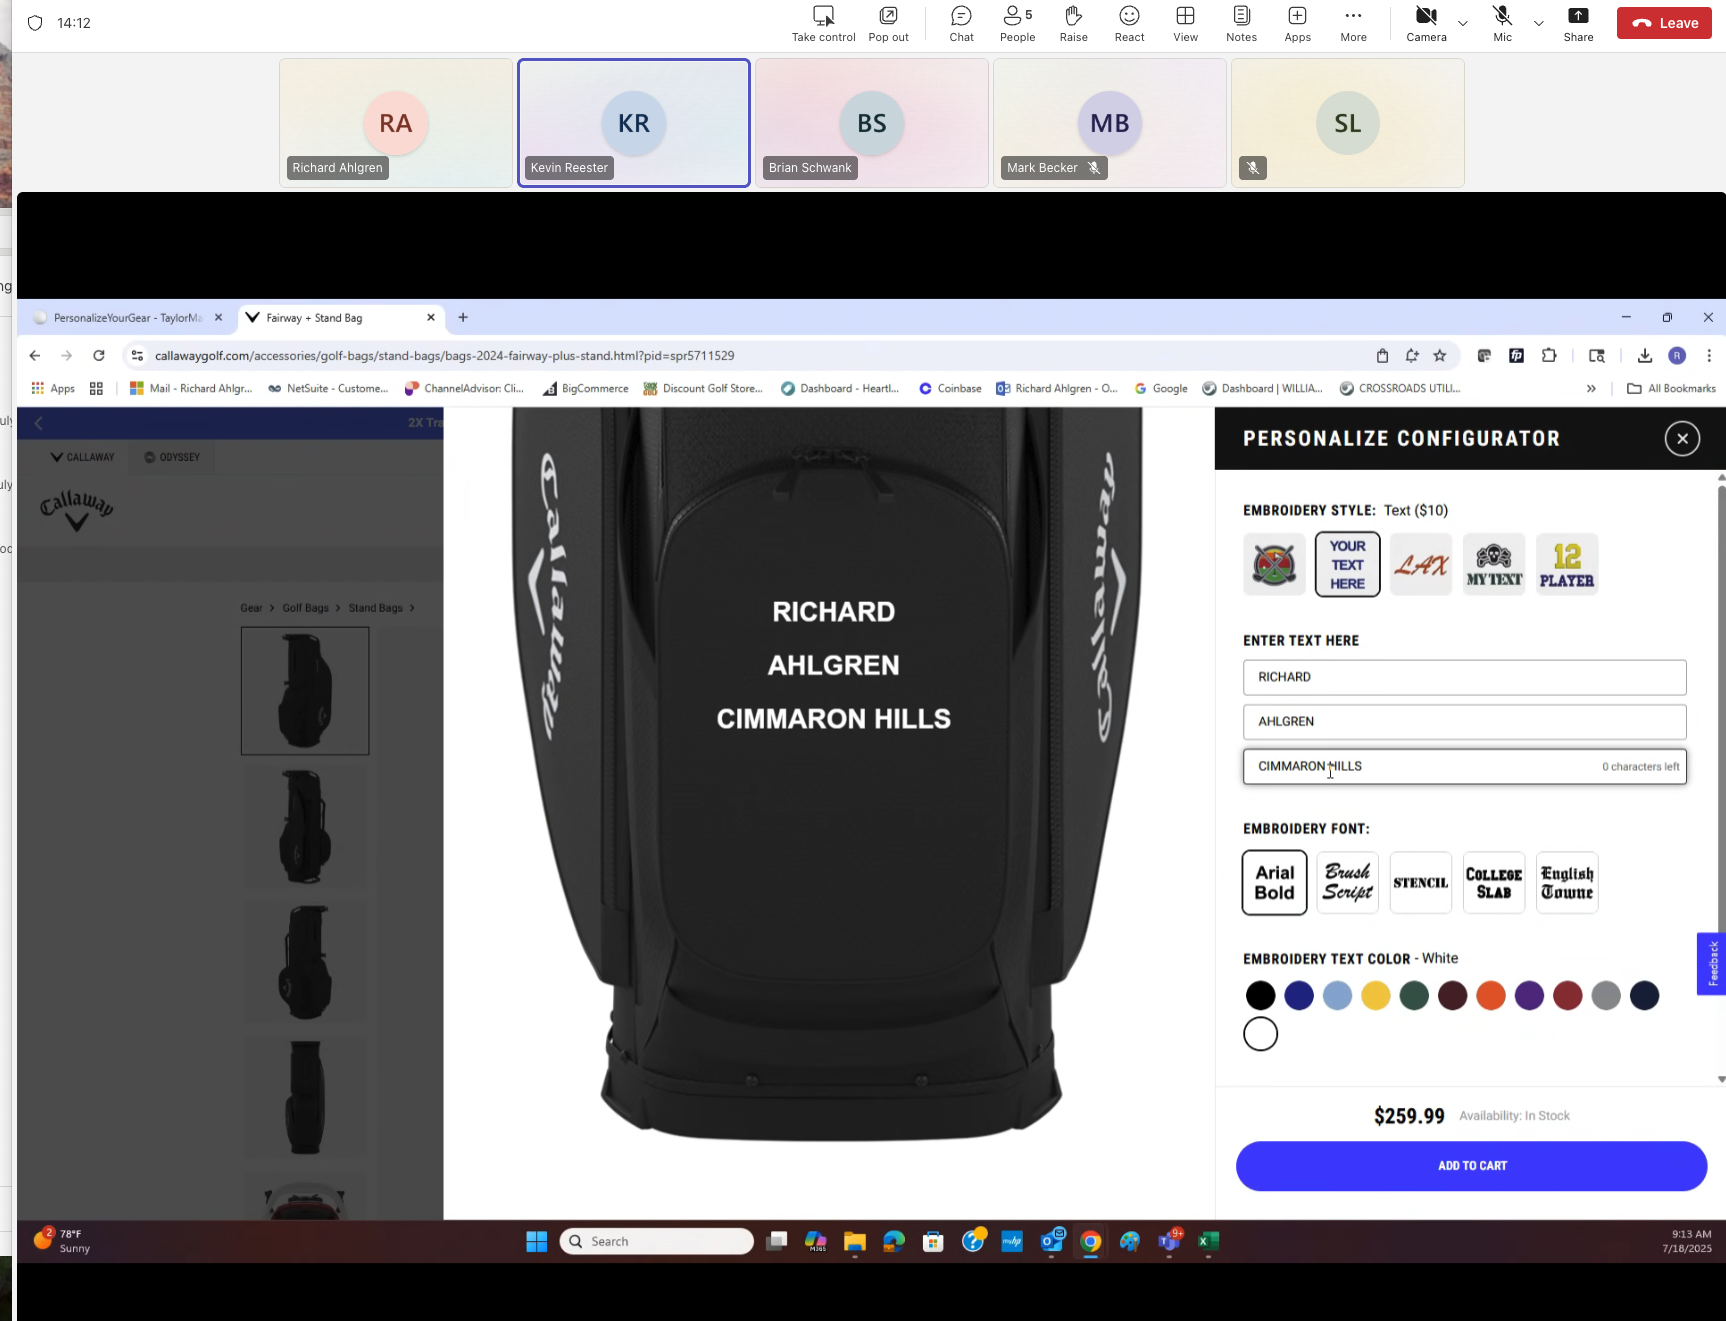 14:12
Take control
Pop out
Chat
5
People
Raise
React
View
Notes
Apps
More
Camera
Mic
Share
Leave
RA
Richard Ahlgren
KR
Kevin Reester
BS
Brian Schwank
MB
Mark Becker
SL
PersonalizeYourGear - TaylorMa
Fairway + Stand Bag
callawaygolf.com/accessories/golf-bags/stand-bags/bags-2024-fairway-plus-stand.html?pid=spr5711529
R
Apps
Mail - Richard Ahlgr...
NetSuite - Custome...
ChannelAdvisor: Cli...
BigCommerce
Discount Golf Store...
Dashboard - Heartl...
Coinbase
Richard Ahlgren - O...
Google
Dashboard | WILLIA...
CROSSROADS UTILI...
All Bookmarks
2X Tra
CALLAWAY
ODYSSEY
Callaway
Gear > Golf Bags > Stand Bags >
Callaway
Callaway
RICHARD
AHLGREN
CIMMARON HILLS
PERSONALIZE CONFIGURATOR
EMBROIDERY STYLE: Text ($10)
YOUR
TEXT
HERE
LAX
MY TEXT
12
PLAYER
ENTER TEXT HERE
RICHARD
AHLGREN
CIMMARON HILLS
0 characters left
EMBROIDERY FONT:
Arial
Bold
Brush
Script
STENCIL
COLLEGE
SLAB
English
Towne
EMBROIDERY TEXT COLOR - White
Feedback
$259.99
Availability: In Stock
ADD TO CART
2
78°F
Sunny
Search
M365
myhp
9+
9:13 AM
7/18/2025